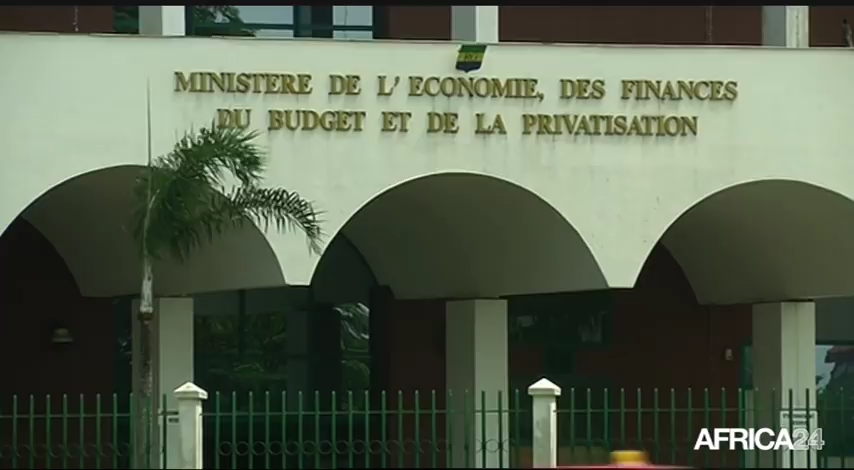 MINISTERE DE L'ECONOMIE, DES FINANCES
DU BUDGET ET DE LA PRIVATISATION
AFRICA24